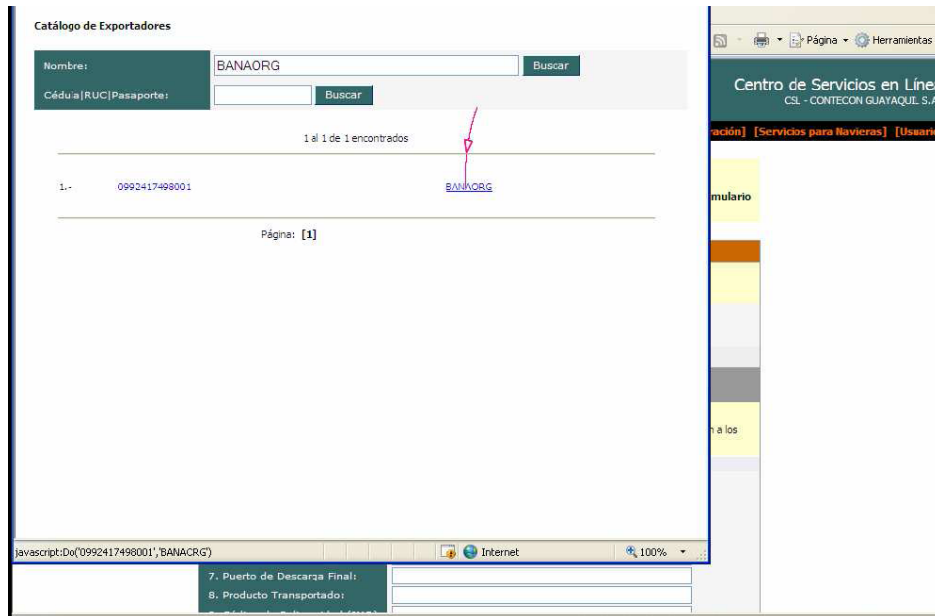 Catálogo de Exportadores
Página
Herramientas
Nombre: BANAORG Buscar
Cédula|RUC|Pasaporte: Buscar
Centro de Servicios en Líne
CSL - CONTECON GUAYAQUIL S.A
1 al 1 de 1 encontrados
ración] [Servicios para Navieras] [Usuari
1.- 0992417498001 BANAORG
mulario
Página: [1]
n a los
javascript:Do('0992417498001','BANACRG') Internet 100%
7. Puerto de Descarga Final:
8. Producto Transportado: